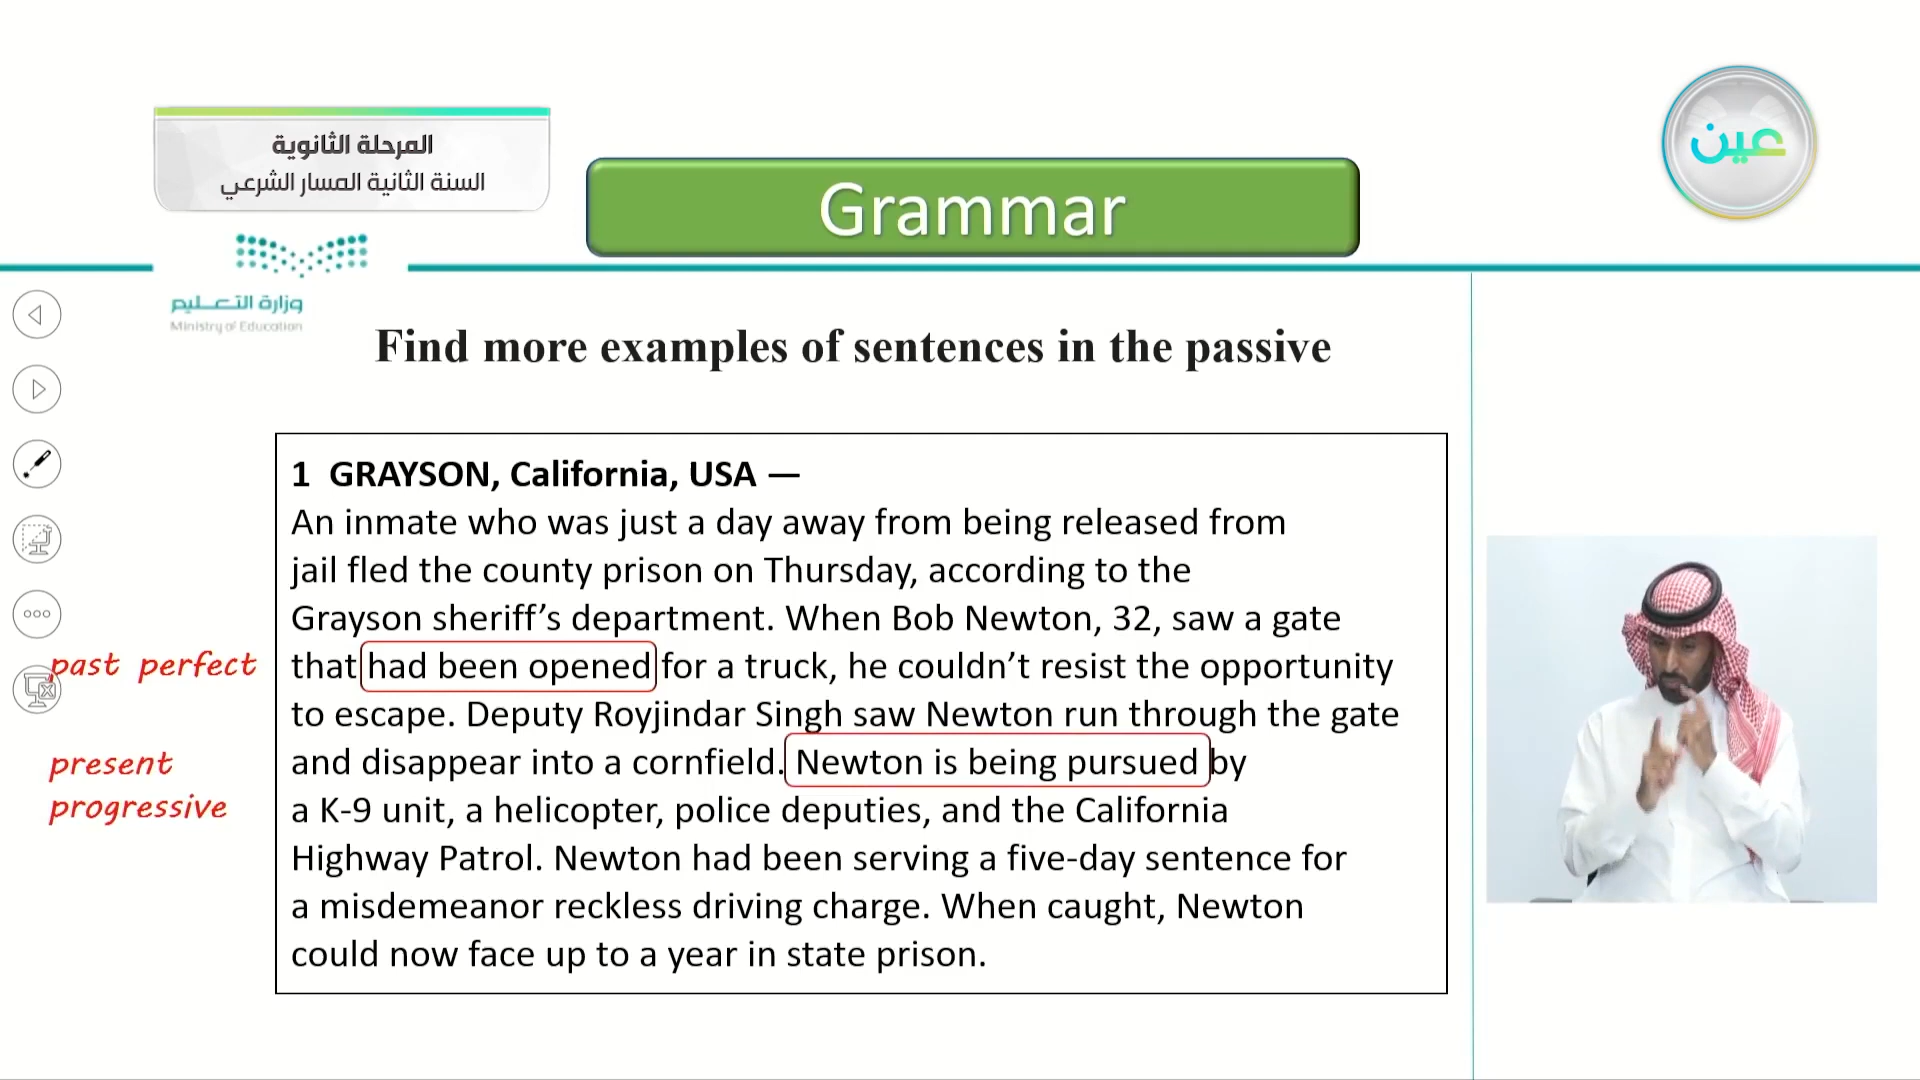 المرحلة الثانوية
السنة الثانية المسار الشرعي
عين
Grammar
وزارة التعليم
Ministry of Education
Find more examples of sentences in the passive
1 GRAYSON, California, USA —
An inmate who was just a day away from being released from
jail fled the county prison on Thursday, according to the
Grayson sheriff’s department. When Bob Newton, 32, saw a gate
past perfect
that had been opened for a truck, he couldn’t resist the opportunity
to escape. Deputy Royjindar Singh saw Newton run through the gate
present
and disappear into a cornfield. Newton is being pursued by
progressive
a K-9 unit, a helicopter, police deputies, and the California
Highway Patrol. Newton had been serving a five-day sentence for
a misdemeanor reckless driving charge. When caught, Newton
could now face up to a year in state prison.